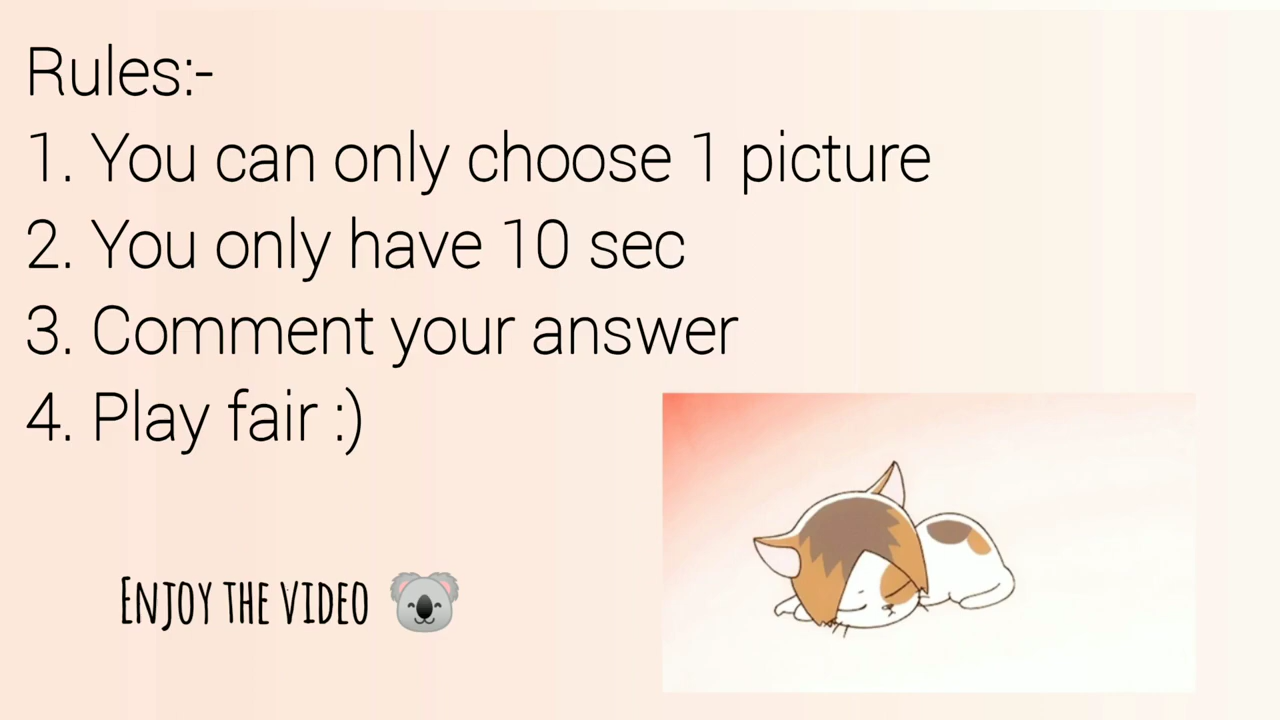 Rules:-
1. You can only choose 1 picture
2. You only have 10 sec
3. Comment your answer
4. Play fair :)
Enjoy the video 🐨